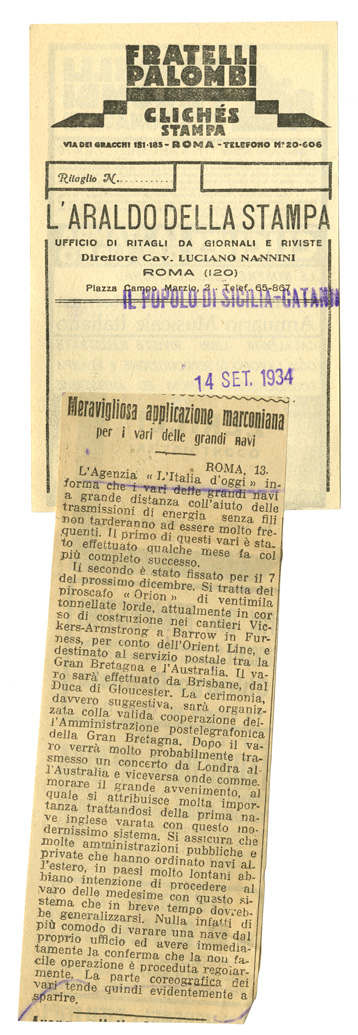 FRATELLI
PALOMBI
CLICHÉS
STAMPA
VIA DEI GRACCHI 181-185 - ROMA - TELEFONO Nº 20-606
Ritaglio N...........
L'ARALDO DELLA STAMPA
UFFICIO DI RITAGLI DA GIORNALI E RIVISTE
Direttore Cav. LUCIANO NANNINI
ROMA (120)
Piazza Campo Marzio, 3 - Telef. 65-867
IL POPOLO DI SICILIA-CATANIA
14 SET. 1934
Meravigliosa applicazione marconiana
per i vari delle grandi navi
ROMA, 13.
L'Agenzia « L'Italia d'oggi » in-
forma che i vari delle grandi navi
a grande distanza coll'aiuto delle
trasmissioni di energia senza fili
non tarderanno ad essere molto fre-
quenti. Il primo di questi vari è sta-
to effettuato qualche mese fa col
più completo successo.
Il secondo è stato fissato per il 7
del prossimo dicembre. Si tratta del
piroscafo « Orion » di ventimila
tonnellate lorde, attualmente in cor
so di costruzione nei cantieri Vic-
kers-Armstrong a Barrow in Fur-
ness, per conto dell'Orient Line, e
destinato al servizio postale tra la
Gran Bretagna e l'Australia. Il va-
ro sarà effettuato da Brisbane, dal
Duca di Gloucester. La cerimonia,
davvero suggestiva, sarà organiz-
zata colla valida cooperazione del-
l'Amministrazione postelegrafonica
della Gran Bretagna. Dopo il va-
ro verrà molto probabilmente tra-
smesso un concerto da Londra al-
l'Australia e viceversa onde comme-
morare il grande avvenimento, al
quale si attribuisce molta impor-
tanza trattandosi della prima na-
ve inglese varata con questo mo-
dernissimo sistema. Si assicura che
molte amministrazioni pubbliche e
private che hanno ordinato navi al-
l'estero, in paesi molto lontani ab-
biano intenzione di procedere al
varo delle medesime con questo si-
stema che in breve tempo dovreb-
be generalizzarsi. Nulla infatti di
più comodo di varare una nave dal
proprio ufficio ed avere immedia-
tamente la conferma che la non fa-
cile operazione è proceduta regolar-
mente. La parte coreografica dei
vari tende quindi evidentemente a
sparire.